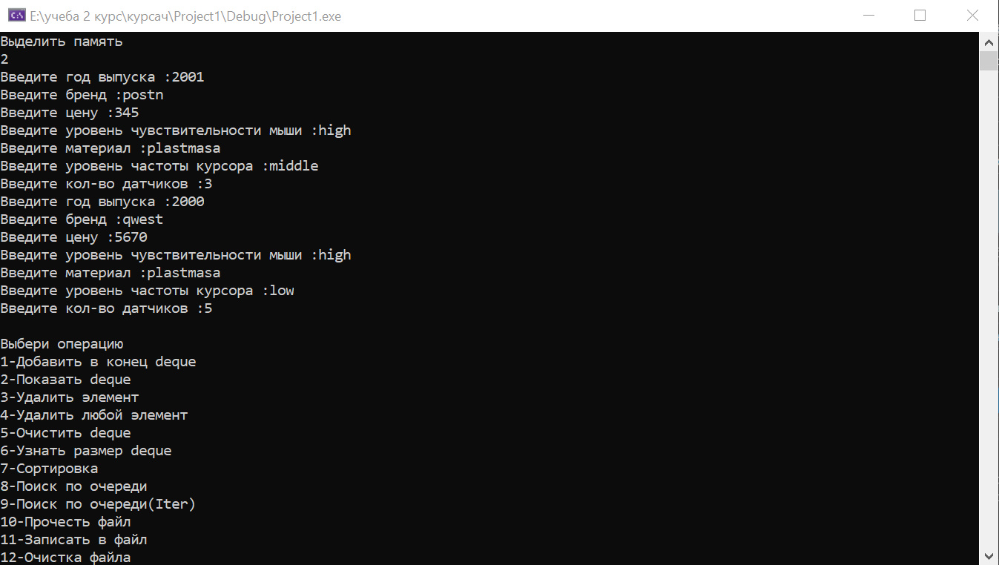 E:\учеба 2 курс\курсач\Project1\Debug\Project1.exe
Выделить память
2
Введите год выпуска :2001
Введите бренд :postn
Введите цену :345
Введите уровень чувствительности мыши :high
Введите материал :plastmasa
Введите уровень частоты курсора :middle
Введите кол-во датчиков :3
Введите год выпуска :2000
Введите бренд :qwest
Введите цену :5670
Введите уровень чувствительности мыши :high
Введите материал :plastmasa
Введите уровень частоты курсора :low
Введите кол-во датчиков :5
Выбери операцию
1-Добавить в конец deque
2-Показать deque
3-Удалить элемент
4-Удалить любой элемент
5-Очистить deque
6-Узнать размер deque
7-Сортировка
8-Поиск по очереди
9-Поиск по очереди(Iter)
10-Прочесть файл
11-Записать в файл
12-Очистка файла